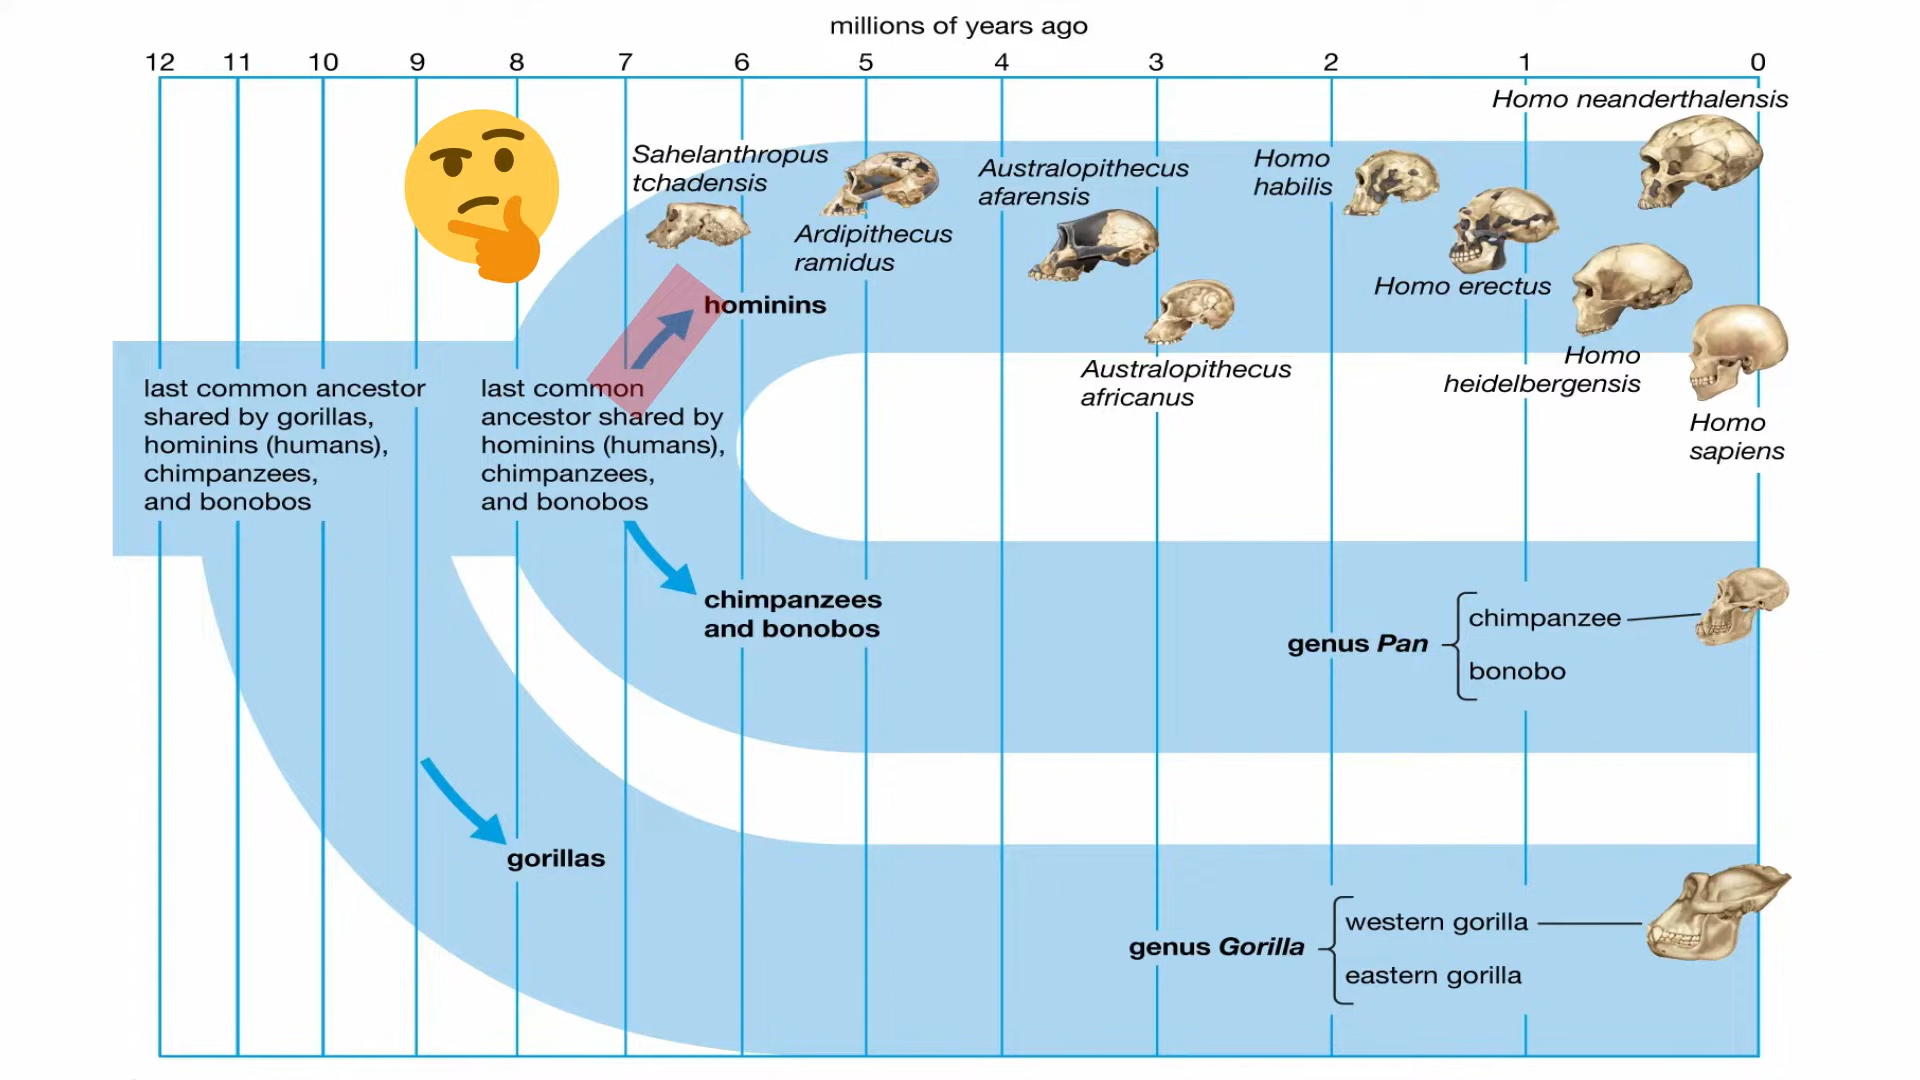 millions of years ago
12 11 10 9 8 7 6 5 4 3 2 1 0
Homo neanderthalensis
Sahelanthropus
tchadensis
Ardipithecus
ramidus
Australopithecus
afarensis
Homo
habilis
Homo erectus
hominins
Australopithecus
africanus
Homo
heidelbergensis
Homo
sapiens
last common ancestor
shared by gorillas,
hominins (humans),
chimpanzees,
and bonobos
last common
ancestor shared by
hominins (humans),
chimpanzees,
and bonobos
chimpanzees
and bonobos
genus Pan
chimpanzee
bonobo
gorillas
genus Gorilla
western gorilla
eastern gorilla